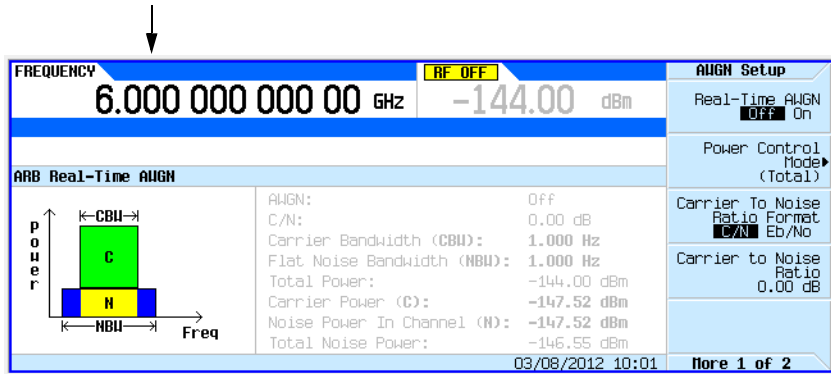 FREQUENCY
RF OFF
6.000 000 000 00 GHz
-144.00 dBm
ARB Real-Time AWGN
Power
CBW
C
N
NBW
Freq
AWGN: Off
C/N: 0.00 dB
Carrier Bandwidth (CBW): 1.000 Hz
Flat Noise Bandwidth (NBW): 1.000 Hz
Total Power: -144.00 dBm
Carrier Power (C): -147.52 dBm
Noise Power In Channel (N): -147.52 dBm
Total Noise Power: -146.55 dBm
03/08/2012 10:01
AWGN Setup
Real-Time AWGN
Off On
Power Control
Mode
(Total)
Carrier To Noise
Ratio Format
C/N Eb/No
Carrier to Noise
Ratio
0.00 dB
More 1 of 2